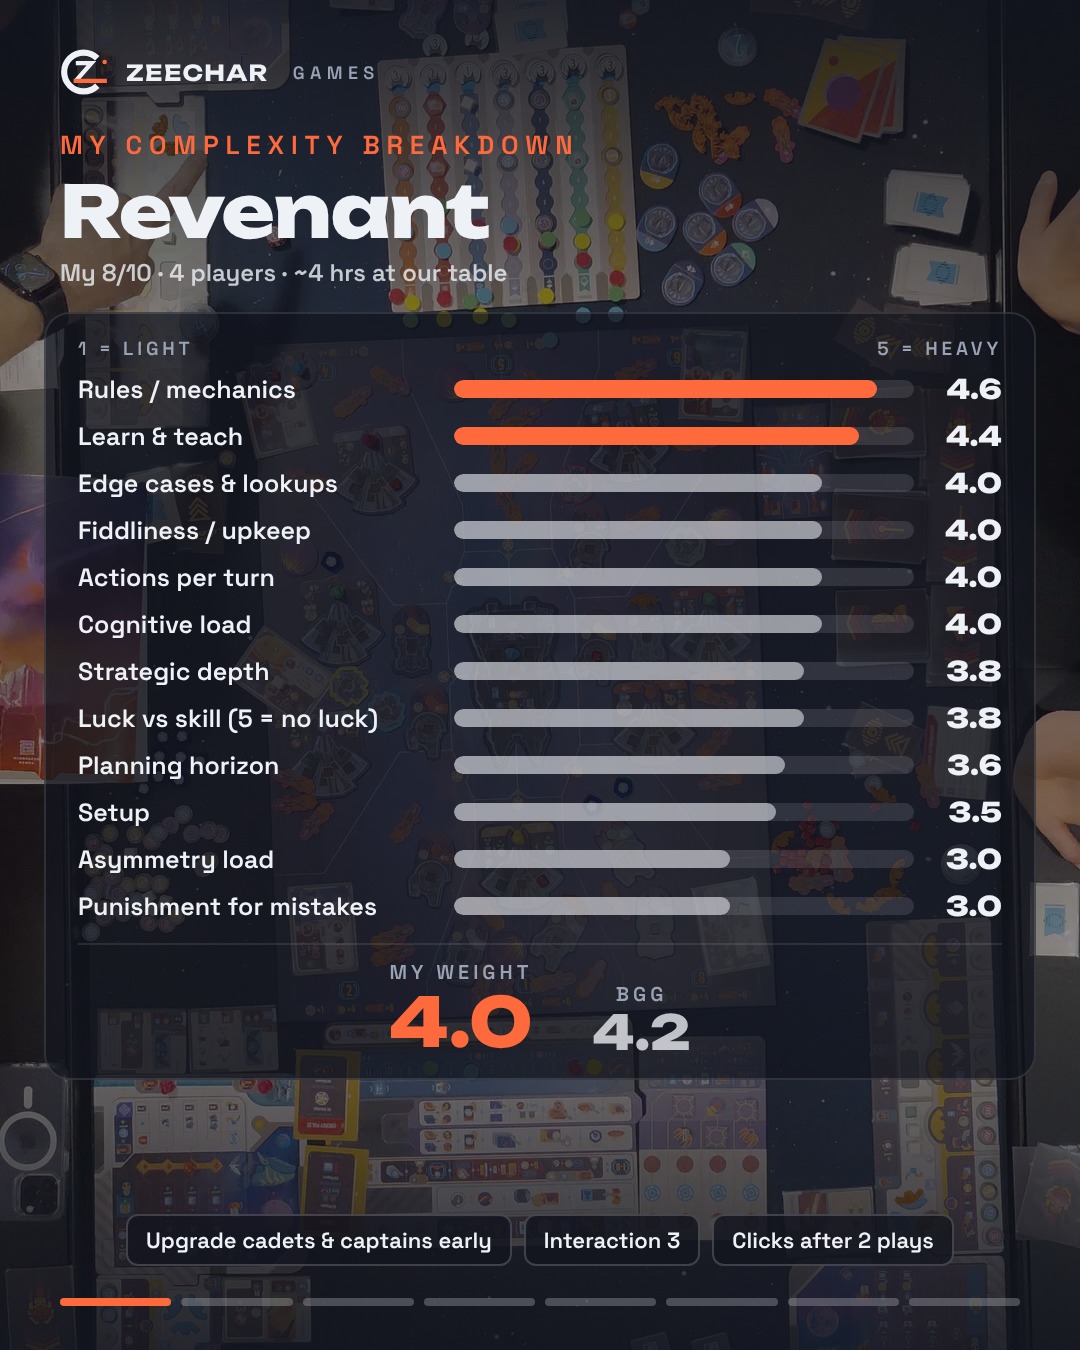 ZEECHAR GAMES
MY COMPLEXITY BREAKDOWN
Revenant
My 8/10 · 4 players · ~4 hrs at our table
1 = LIGHT 5 = HEAVY
Rules / mechanics 4.6
Learn & teach 4.4
Edge cases & lookups 4.0
Fiddliness / upkeep 4.0
Actions per turn 4.0
Cognitive load 4.0
Strategic depth 3.8
Luck vs skill (5 = no luck) 3.8
Planning horizon 3.6
Setup 3.5
Asymmetry load 3.0
Punishment for mistakes 3.0
MY WEIGHT
4.0
BGG
4.2
Upgrade cadets & captains early
Interaction 3
Clicks after 2 plays